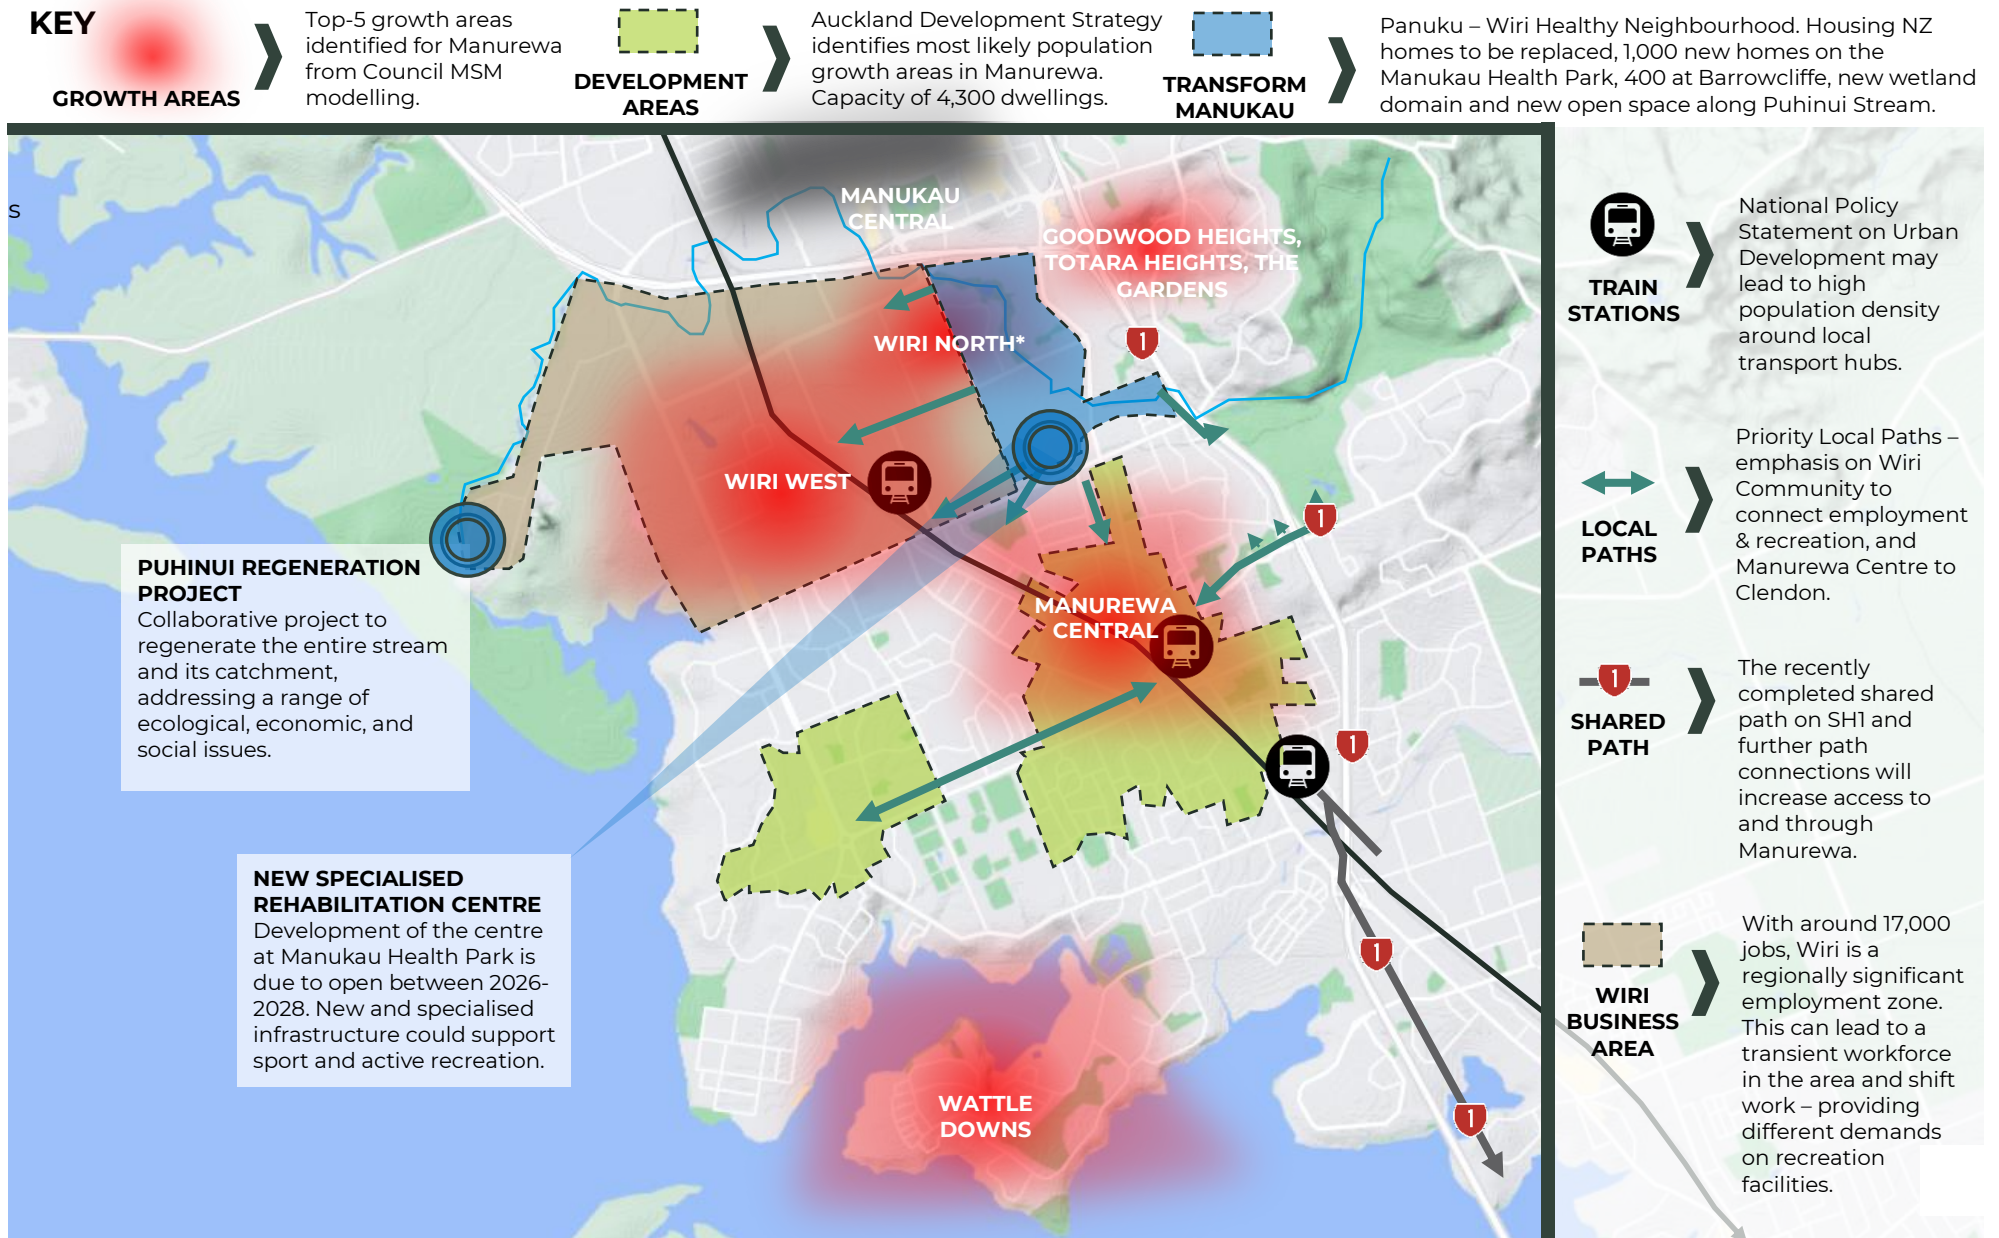 KEY
GROWTH AREAS
Top-5 growth areas
identified for Manurewa
from Council MSM
modelling.
DEVELOPMENT
AREAS
Auckland Development Strategy
identifies most likely population
growth areas in Manurewa.
Capacity of 4,300 dwellings.
TRANSFORM
MANUKAU
Panuku – Wiri Healthy Neighbourhood. Housing NZ
homes to be replaced, 1,000 new homes on the
Manukau Health Park, 400 at Barrowcliffe, new wetland
domain and new open space along Puhinui Stream.
s
MANUKAU
CENTRAL
GOODWOOD HEIGHTS,
TOTARA HEIGHTS, THE
GARDENS
1
WIRI NORTH*
WIRI WEST
1
MANUREWA
CENTRAL
1
1
1
WATTLE
DOWNS
PUHINUI REGENERATION
PROJECT
Collaborative project to
regenerate the entire stream
and its catchment,
addressing a range of
ecological, economic, and
social issues.
NEW SPECIALISED
REHABILITATION CENTRE
Development of the centre
at Manukau Health Park is
due to open between 2026-
2028. New and specialised
infrastructure could support
sport and active recreation.
TRAIN
STATIONS
National Policy
Statement on Urban
Development may
lead to high
population density
around local
transport hubs.
LOCAL
PATHS
Priority Local Paths –
emphasis on Wiri
Community to
connect employment
& recreation, and
Manurewa Centre to
Clendon.
1
SHARED
PATH
The recently
completed shared
path on SH1 and
further path
connections will
increase access to
and through
Manurewa.
WIRI
BUSINESS
AREA
With around 17,000
jobs, Wiri is a
regionally significant
employment zone.
This can lead to a
transient workforce
in the area and shift
work – providing
different demands
on recreation
facilities.